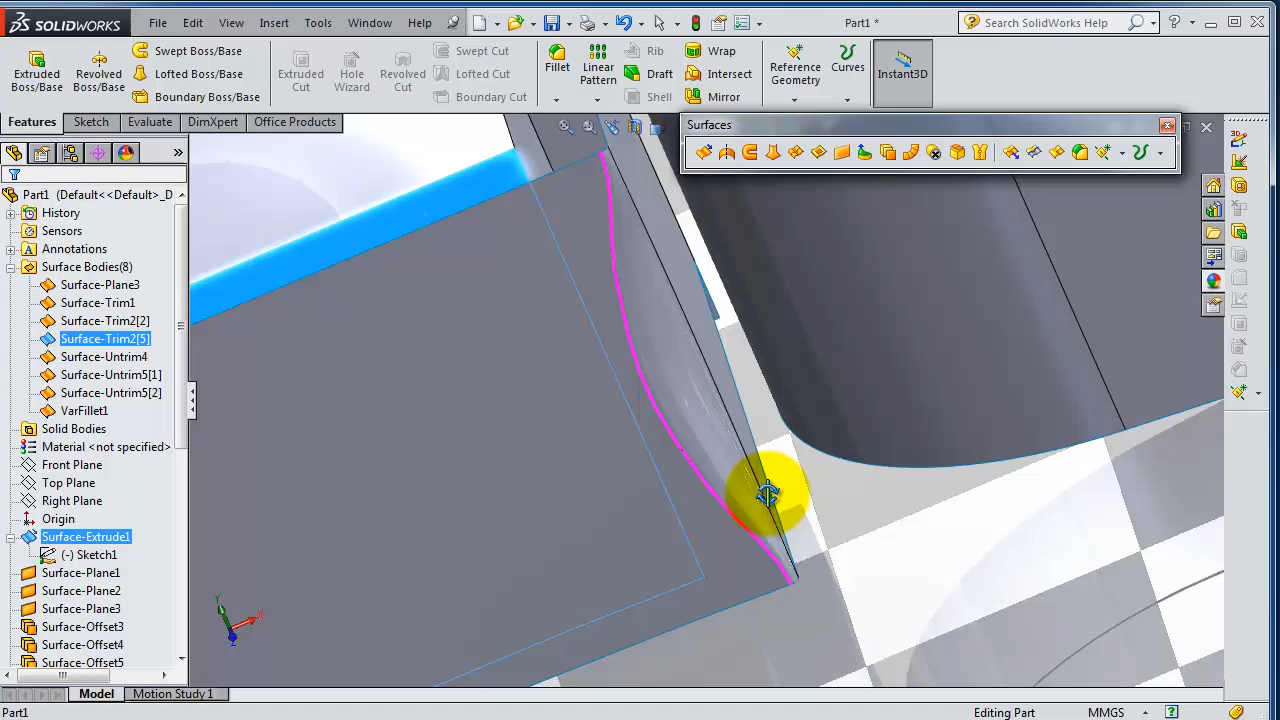 SOLIDWORKS File Edit View Insert Tools Window Help Part1 * Search SolidWorks Help
Extruded Boss/Base
Revolved Boss/Base
Swept Boss/Base
Lofted Boss/Base
Boundary Boss/Base
Extruded Cut
Hole Wizard
Revolved Cut
Swept Cut
Lofted Cut
Boundary Cut
Fillet
Linear Pattern
Rib
Draft
Shell
Wrap
Intersect
Mirror
Reference Geometry
Curves
Instant3D
Features Sketch Evaluate DimXpert Office Products
Surfaces
Part1 (Default<<Default>_D
History
Sensors
Annotations
Surface Bodies(8)
Surface-Plane3
Surface-Trim1
Surface-Trim2[2]
Surface-Trim2[5]
Surface-Untrim4
Surface-Untrim5[1]
Surface-Untrim5[2]
VarFillet1
Solid Bodies
Material <not specified>
Front Plane
Top Plane
Right Plane
Origin
Surface-Extrude1
(-) Sketch1
Surface-Plane1
Surface-Plane2
Surface-Plane3
Surface-Offset3
Surface-Offset4
Surface-Offset5
Y
X
Z
Model Motion Study 1
Part1 Editing Part MMGS